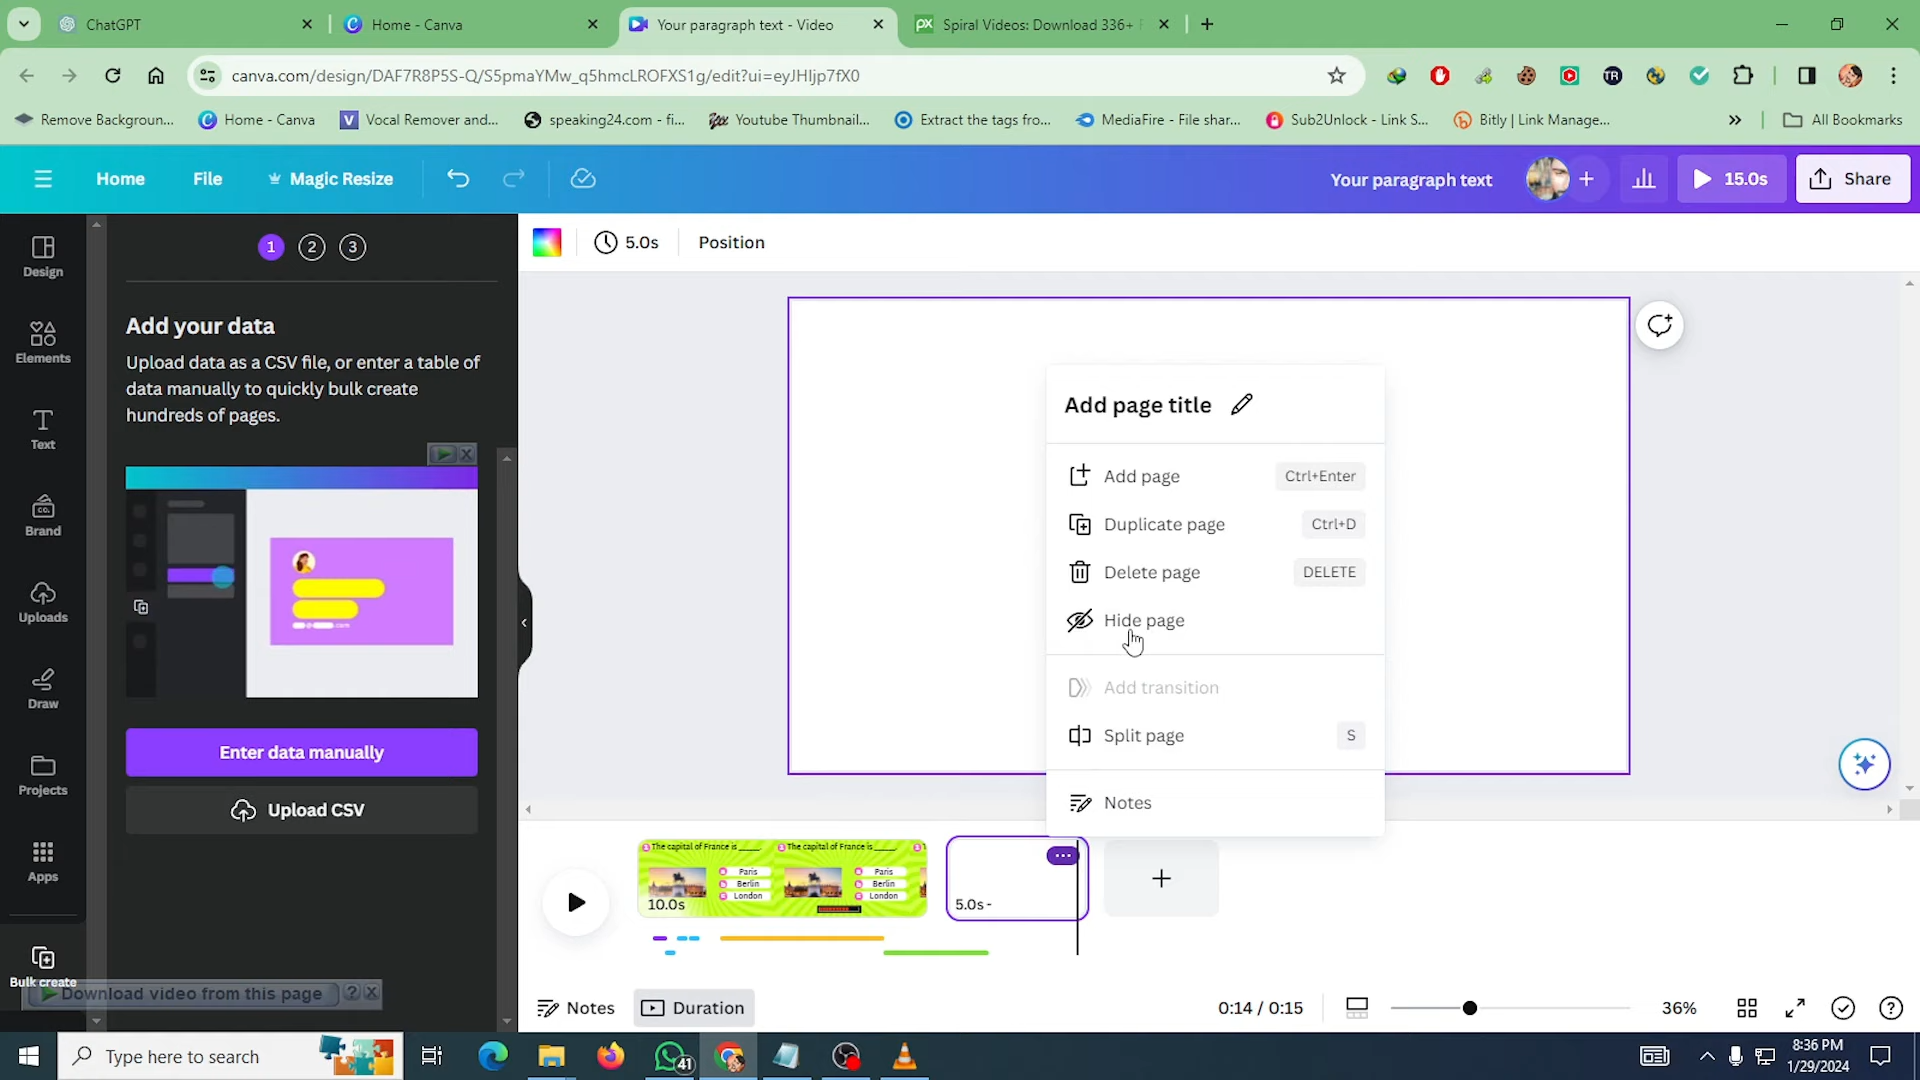 ChatGPT
Home - Canva
Your paragraph text - Video
Spiral Videos: Download 336+
canva.com/design/DAF7R8P5S-Q/S5pmaYMw_q5hmcLROFXS1g/edit?ui=eyJHIjp7fX0
Remove Backgroun...
Home - Canva
Vocal Remover and...
speaking24.com - fi...
Youtube Thumbnail...
Extract the tags fro...
MediaFire - File shar...
Sub2Unlock - Link S...
Bitly | Link Manage...
All Bookmarks
Home
File
Magic Resize
Your paragraph text
15.0s
Share
Design
Elements
Text
Brand
Uploads
Draw
Projects
Apps
Bulk create
1 2 3
Add your data
Upload data as a CSV file, or enter a table of
data manually to quickly bulk create
hundreds of pages.
Enter data manually
Upload CSV
Download video from this page
5.0s
Position
Add page title
Add page Ctrl+Enter
Duplicate page Ctrl+D
Delete page DELETE
Hide page
Add transition
Split page S
Notes
The capital of France is _____.
Paris
Berlin
London
The capital of France is _____.
Paris
Berlin
London
10.0s
5.0s -
Notes
Duration
0:14 / 0:15
36%
Type here to search
41
8:36 PM
1/29/2024